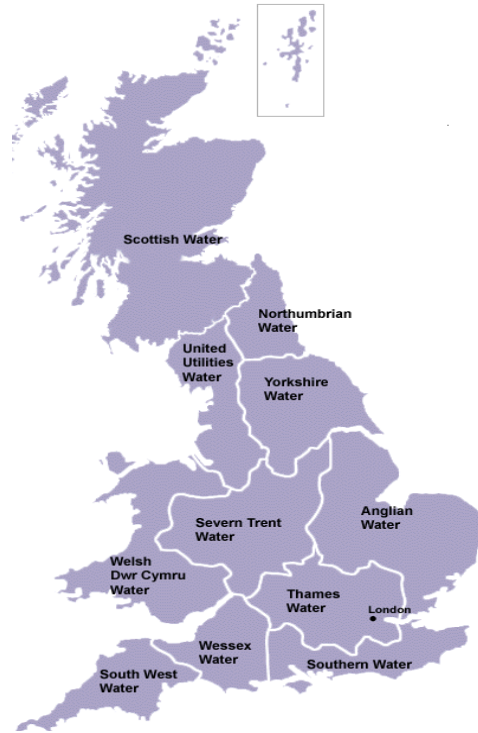 Scottish Water
Northumbrian
Water
United
Utilities
Water
Yorkshire
Water
Anglian
Water
Severn Trent
Water
Welsh
Dwr Cymru
Water
Thames
Water
London
Wessex
Water
Southern Water
South West
Water